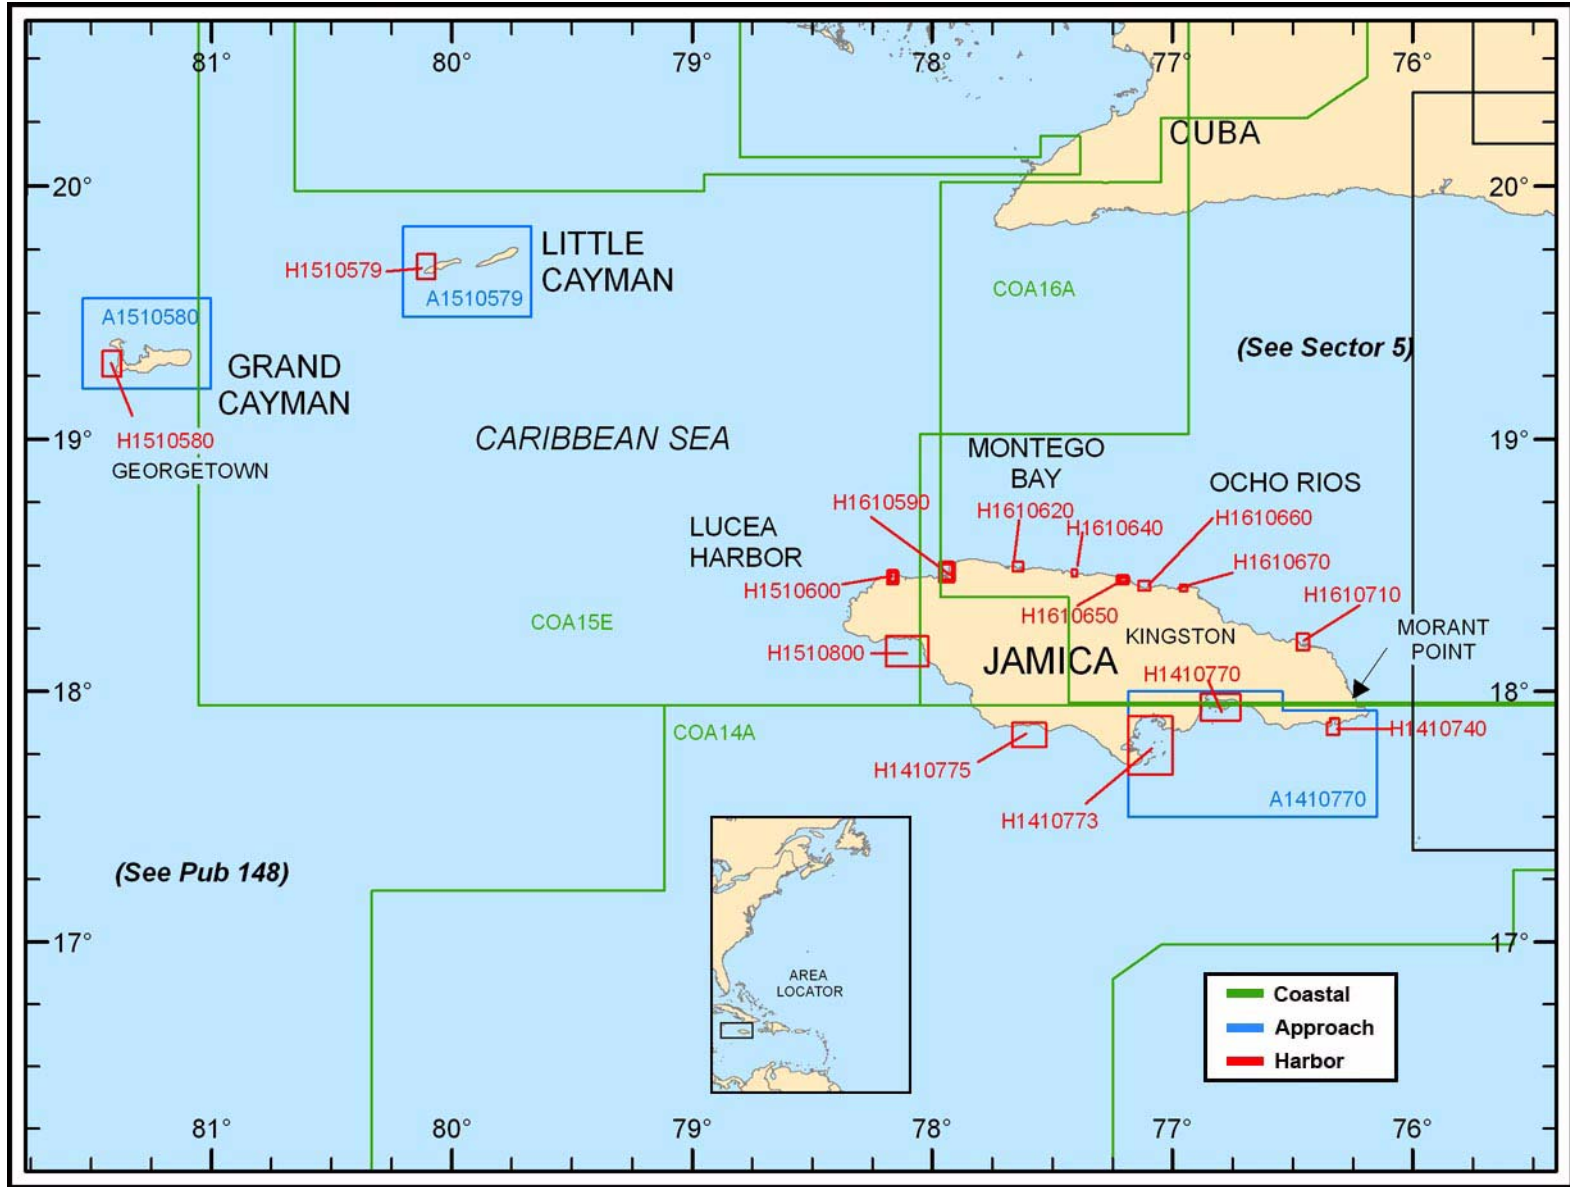 81° 80° 79° 78° 77° 76°
CUBA
20° 20°
LITTLE
CAYMAN
H1510579
A1510579
COA16A
A1510580
(See Sector 5)
GRAND
CAYMAN
H1510580
GEORGETOWN
19° 19°
CARIBBEAN SEA
MONTEGO
BAY
OCHO RIOS
H1610590
H1610620
H1610640
H1610660
LUCEA
HARBOR
H1510600
H1610670
H1610650
H1610710
COA15E
KINGSTON
MORANT
POINT
H1510800
JAMICA
H1410770
18° 18°
COA14A
H1410740
H1410775
A1410770
H1410773
(See Pub 148)
17° 17°
AREA
LOCATOR
Coastal
Approach
Harbor
81° 80° 79° 78° 77° 76°